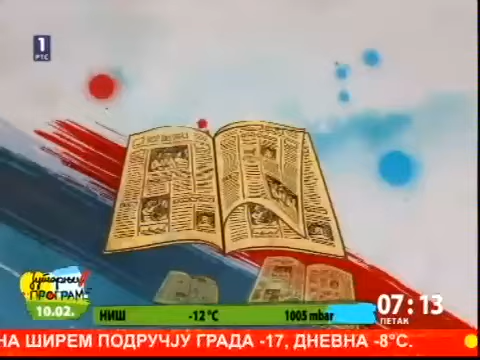 1
РТС
Јутарњи
ПРОГРАМ
10.02.
НИШ -12 °C 1005 mbar
07:13
ПЕТАК
НА ШИРЕМ ПОДРУЧЈУ ГРАДА -17, ДНЕВНА -8°C.